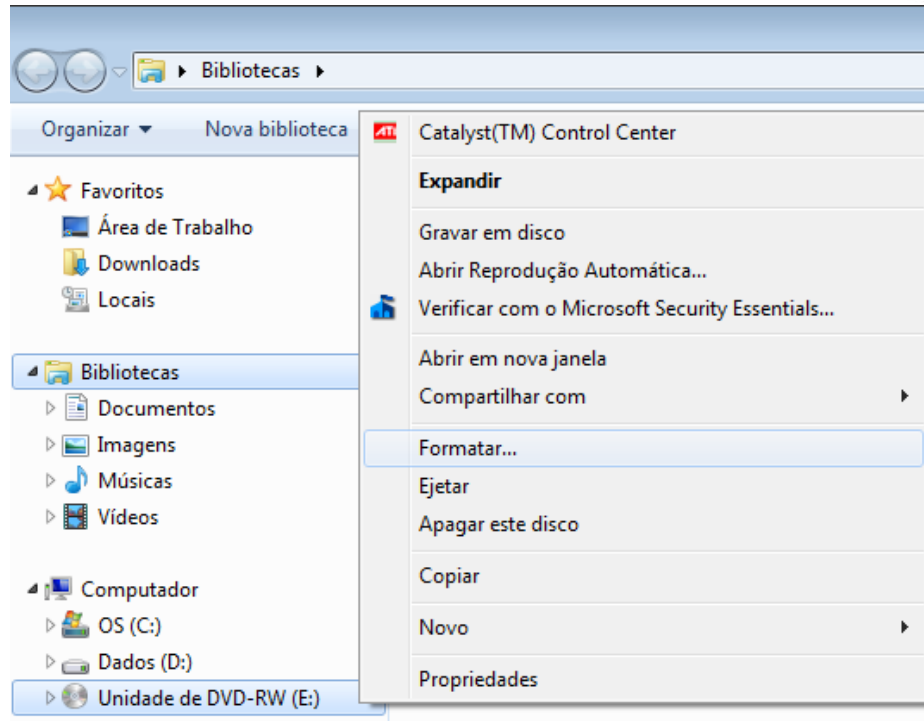 Bibliotecas
Organizar
Nova biblioteca
Favoritos
Área de Trabalho
Downloads
Locais
Bibliotecas
Documentos
Imagens
Músicas
Vídeos
Computador
OS (C:)
Dados (D:)
Unidade de DVD-RW (E:)
ATI
Catalyst(TM) Control Center
Expandir
Gravar em disco
Abrir Reprodução Automática...
Verificar com o Microsoft Security Essentials...
Abrir em nova janela
Compartilhar com
Formatar...
Ejetar
Apagar este disco
Copiar
Novo
Propriedades